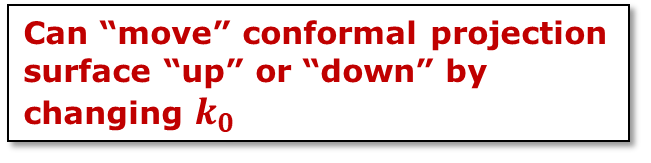 Can “move” conformal projection
surface “up” or “down” by
changing k₀